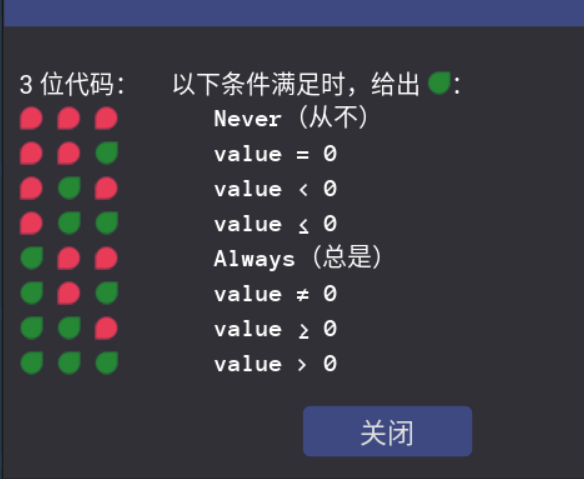 3 位代码： 以下条件满足时，给出 ：
Never（从不）
value = 0
value < 0
value ≤ 0
Always（总是）
value ≠ 0
value ≥ 0
value > 0
关闭